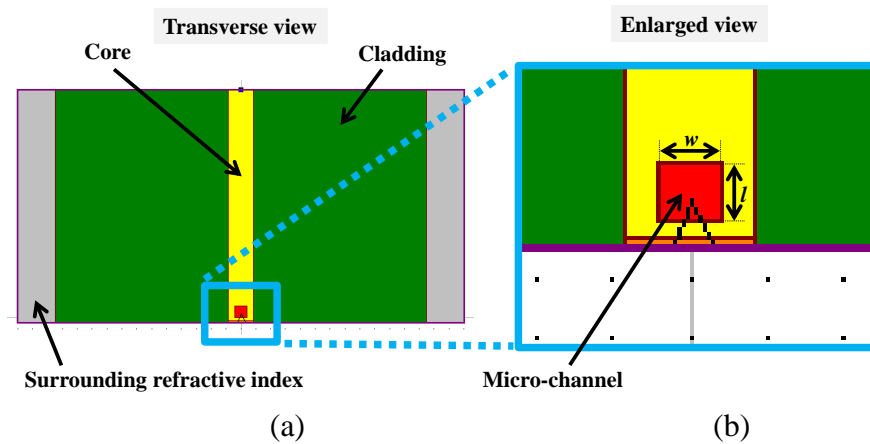 Transverse view
Enlarged view
Core
Cladding
w
l
Surrounding refractive index
Micro-channel
(a)
(b)